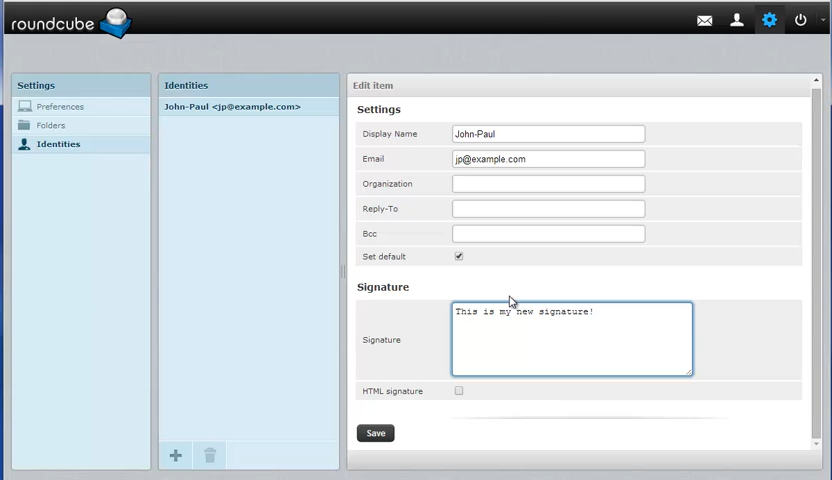 roundcube
Settings
Preferences
Folders
Identities
Identities
John-Paul <jp@example.com>
Edit item
Settings
Display Name John-Paul
Email jp@example.com
Organization
Reply-To
Bcc
Set default
Signature
Signature This is my new signature!
HTML signature
Save